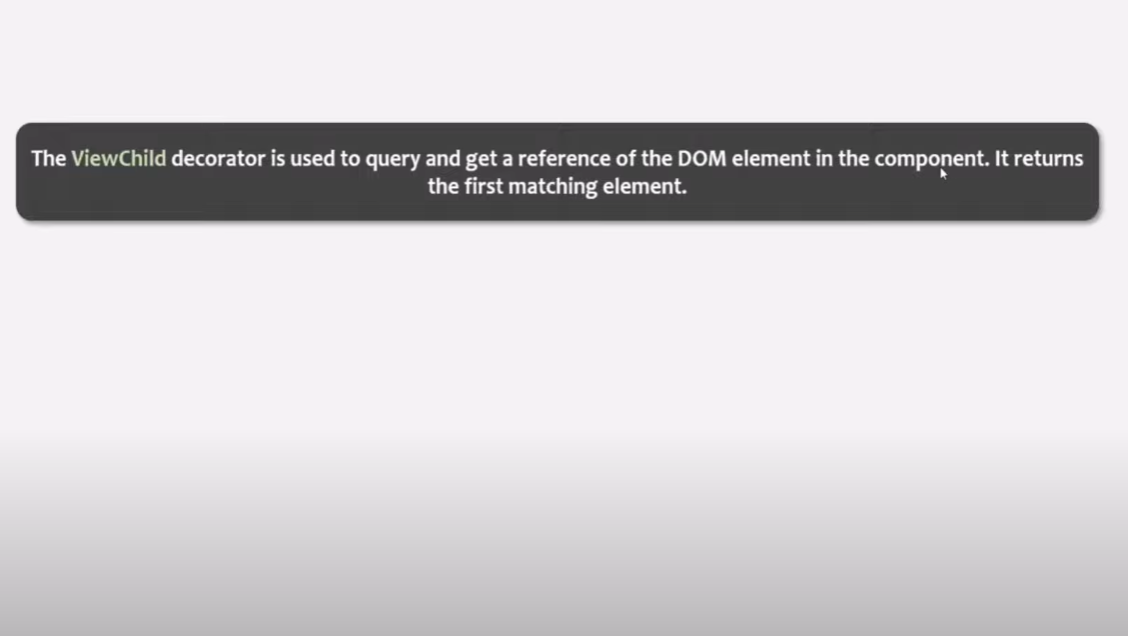 The ViewChild decorator is used to query and get a reference of the DOM element in the component. It returns
the first matching element.